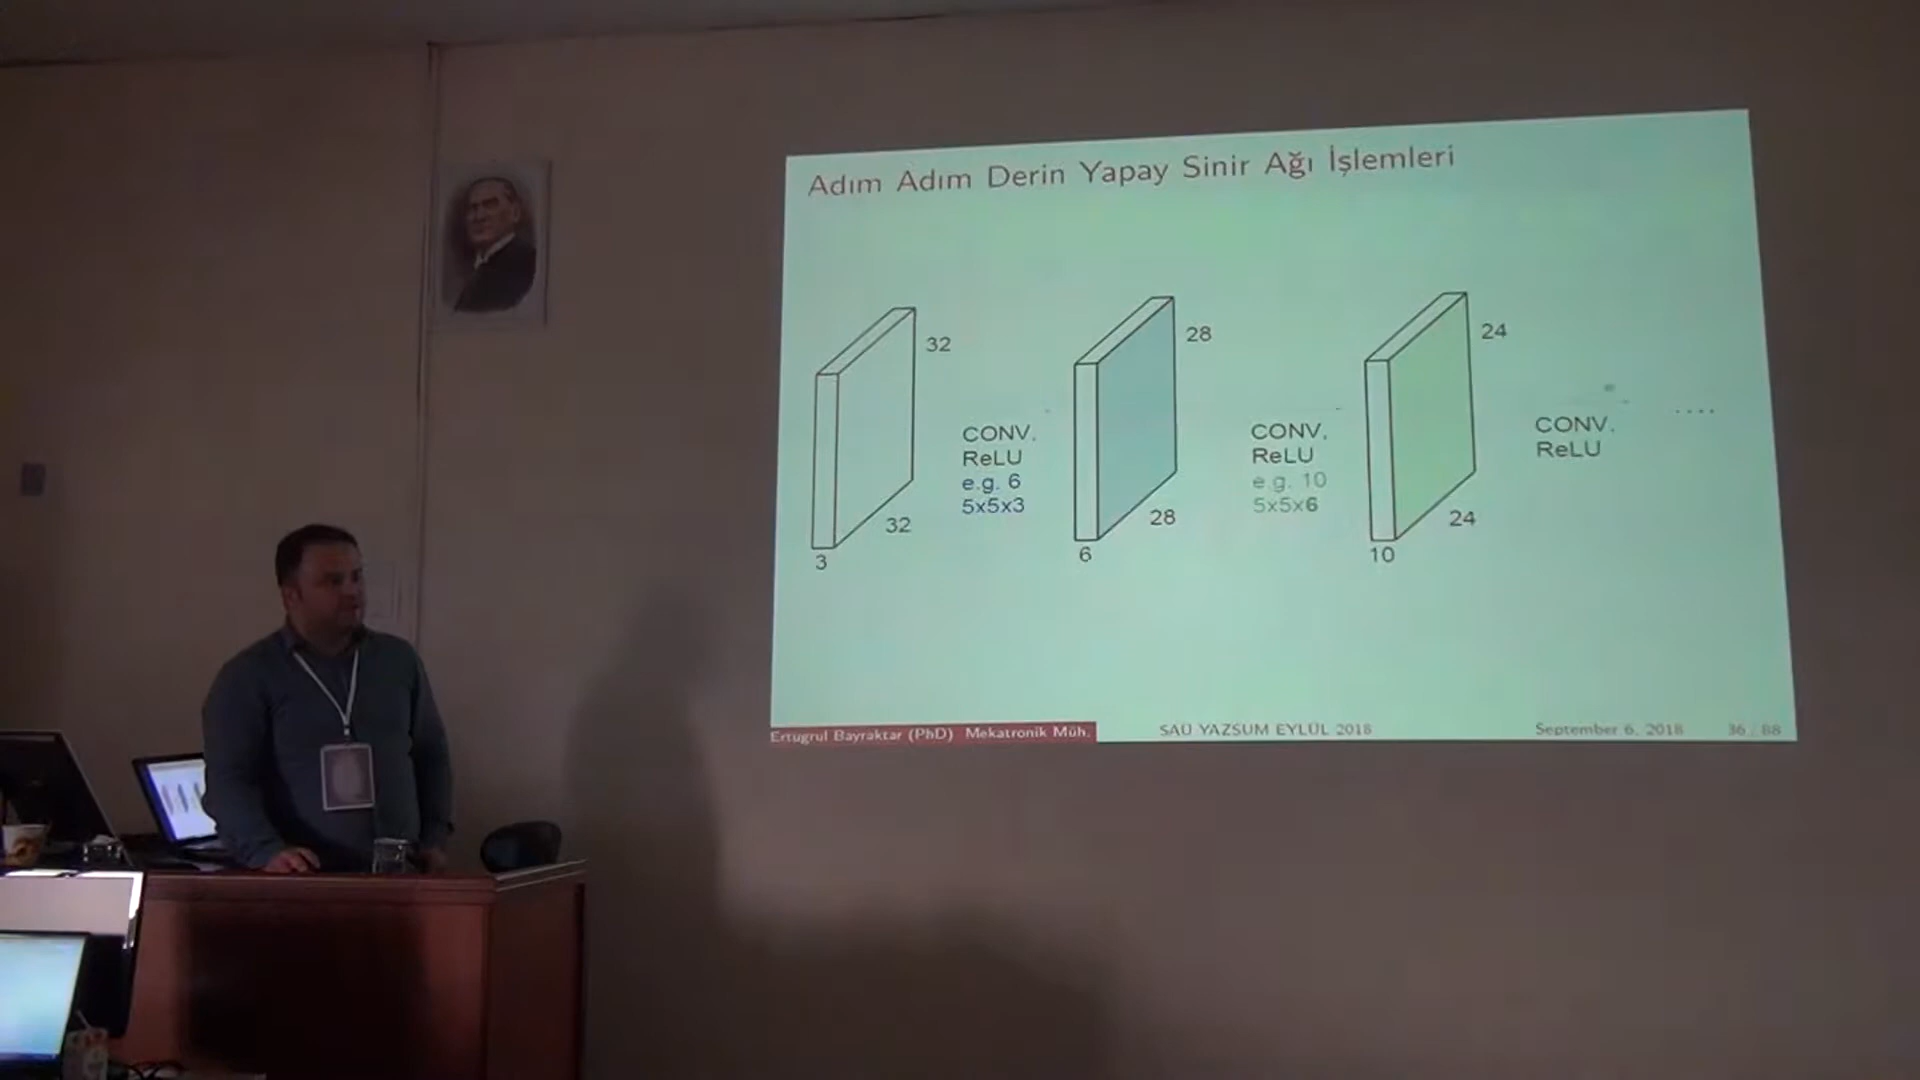 Adım Adım Derin Yapay Sinir Ağı İşlemleri
32
32
3
CONV.
ReLU
e.g. 6
5x5x3
28
28
6
CONV.
ReLU
e.g. 10
5x5x6
24
24
10
CONV.
ReLU
....
Ertugrul Bayraktar (PhD) Mekatronik Müh.
SAÜ YAZSUM EYLÜL 2018
September 6, 2018
36 / 88